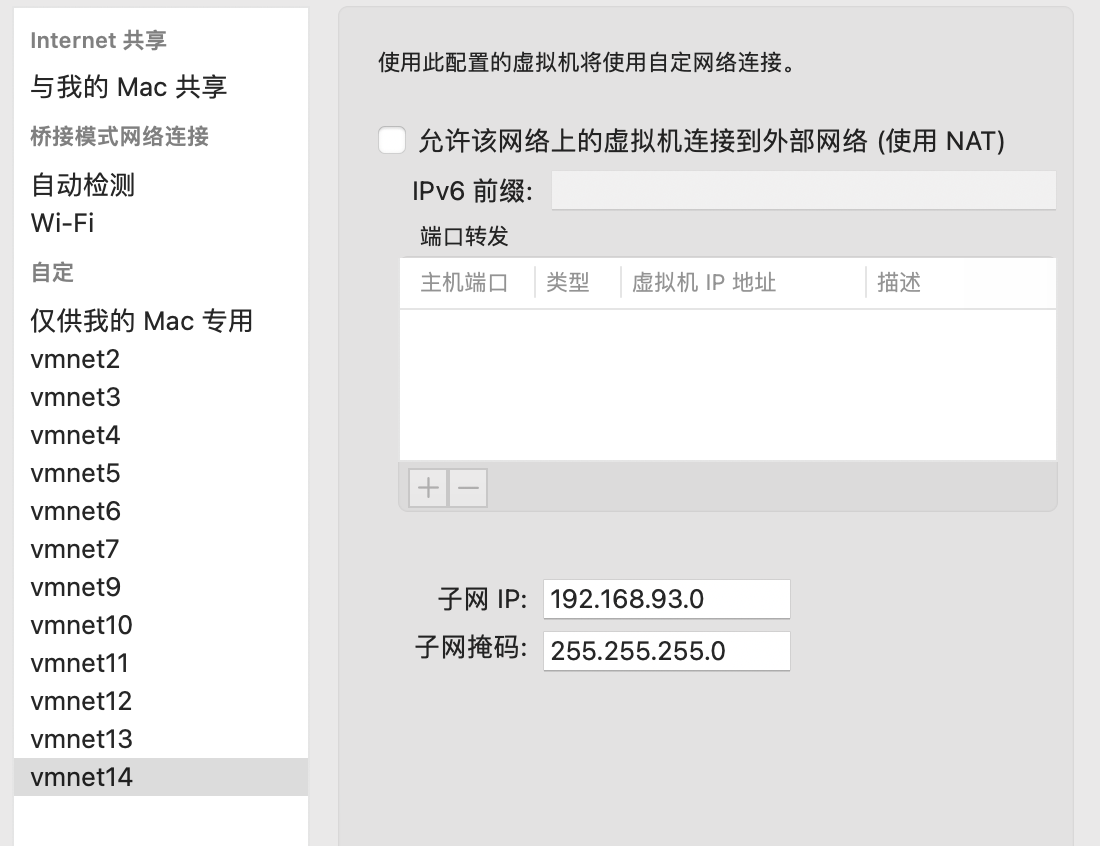 Internet 共享
与我的 Mac 共享
桥接模式网络连接
自动检测
Wi-Fi
自定
仅供我的 Mac 专用
vmnet2
vmnet3
vmnet4
vmnet5
vmnet6
vmnet7
vmnet9
vmnet10
vmnet11
vmnet12
vmnet13
vmnet14
使用此配置的虚拟机将使用自定网络连接。
允许该网络上的虚拟机连接到外部网络 (使用 NAT)
IPv6 前缀:
端口转发
主机端口 类型 虚拟机 IP 地址 描述
子网 IP: 192.168.93.0
子网掩码: 255.255.255.0